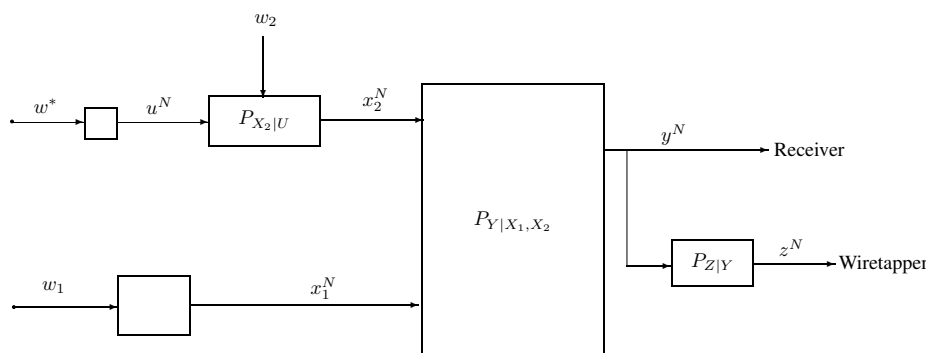 w_2
w^*
u^N
P_{X_2|U}
x_2^N
y^N
Receiver
P_{Y|X_1,X_2}
P_{Z|Y}
z^N
Wiretapper
w_1
x_1^N